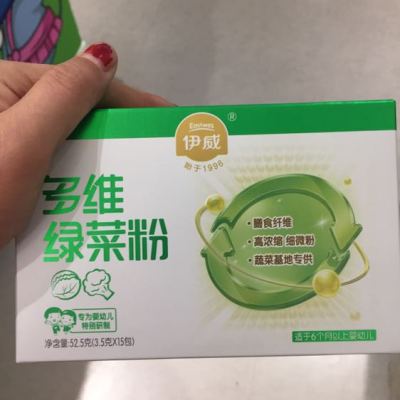 ®
Eastwes
伊威
始于1996
多维
绿菜粉
·膳食纤维
·高浓缩 细微粉
·蔬菜基地专供
专为婴幼儿
特别研制
净含量:52.5克(3.5克X15包)
适于6个月以上婴幼儿